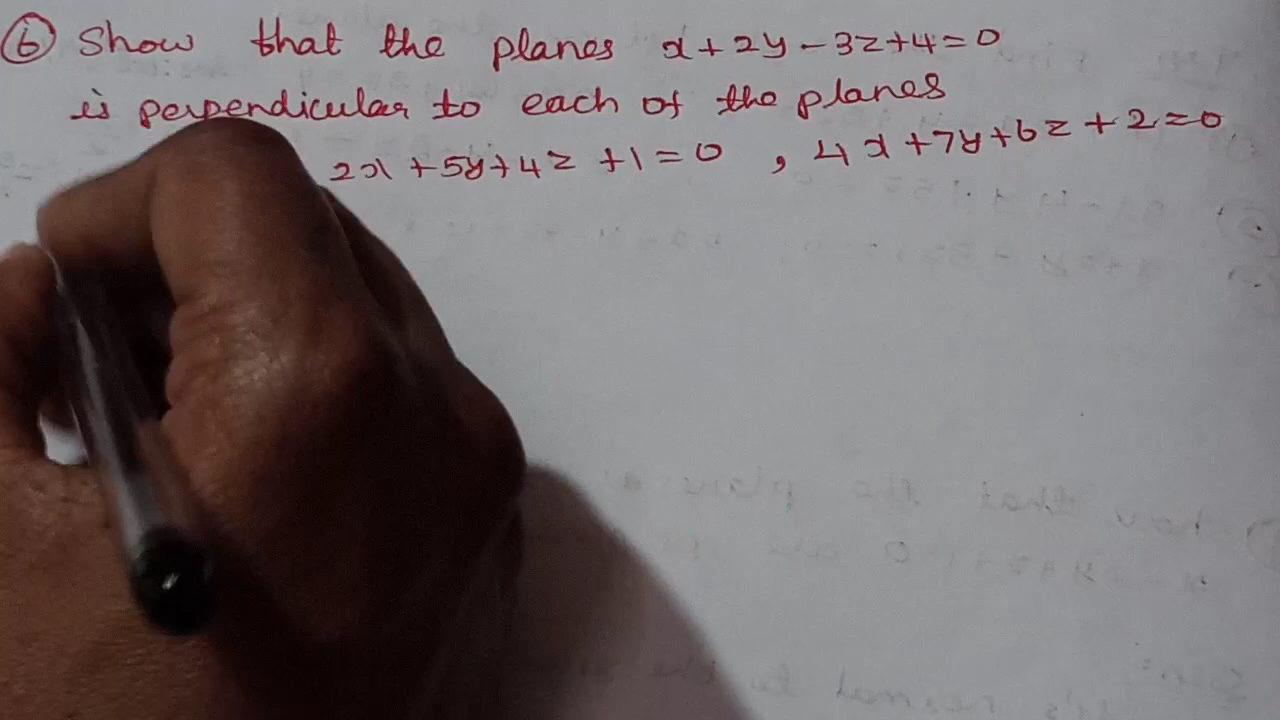 ⑥ Show that the planes x+2y-3z+4=0
is perpendicular to each of the planes
2x+5y+4z+1=0 , 4x+7y+6z+2=0